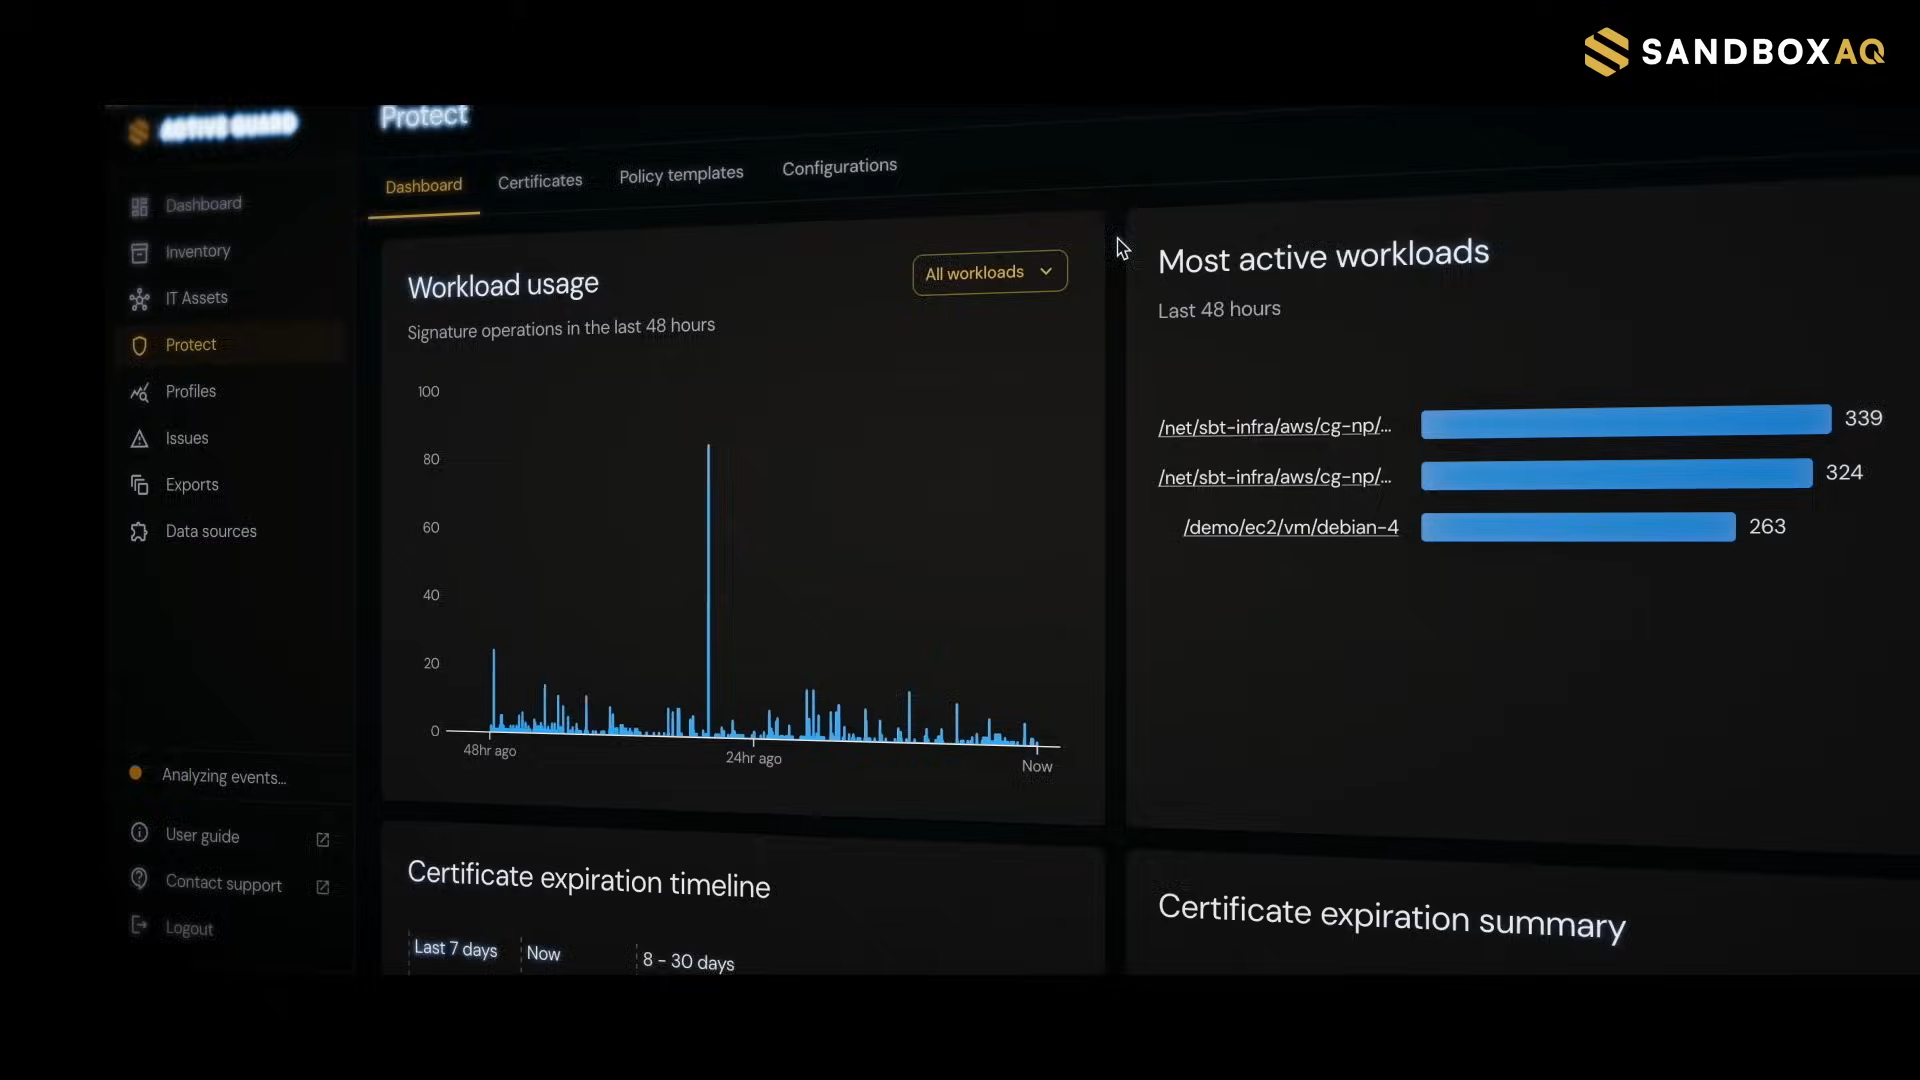 SANDBOXAQ
ACTIVE GUARD
Protect
Dashboard
Certificates
Policy templates
Configurations
Dashboard
Inventory
IT Assets
Protect
Profiles
Issues
Exports
Data sources
Analyzing events...
User guide
Contact support
Logout
Workload usage
All workloads
Signature operations in the last 48 hours
100
80
60
40
20
0
48hr ago
24hr ago
Now
Most active workloads
Last 48 hours
/net/sbt-infra/aws/cg-np/...
339
/net/sbt-infra/aws/cg-np/...
324
/demo/ec2/vm/debian-4
263
Certificate expiration timeline
Last 7 days
Now
8 - 30 days
Certificate expiration summary